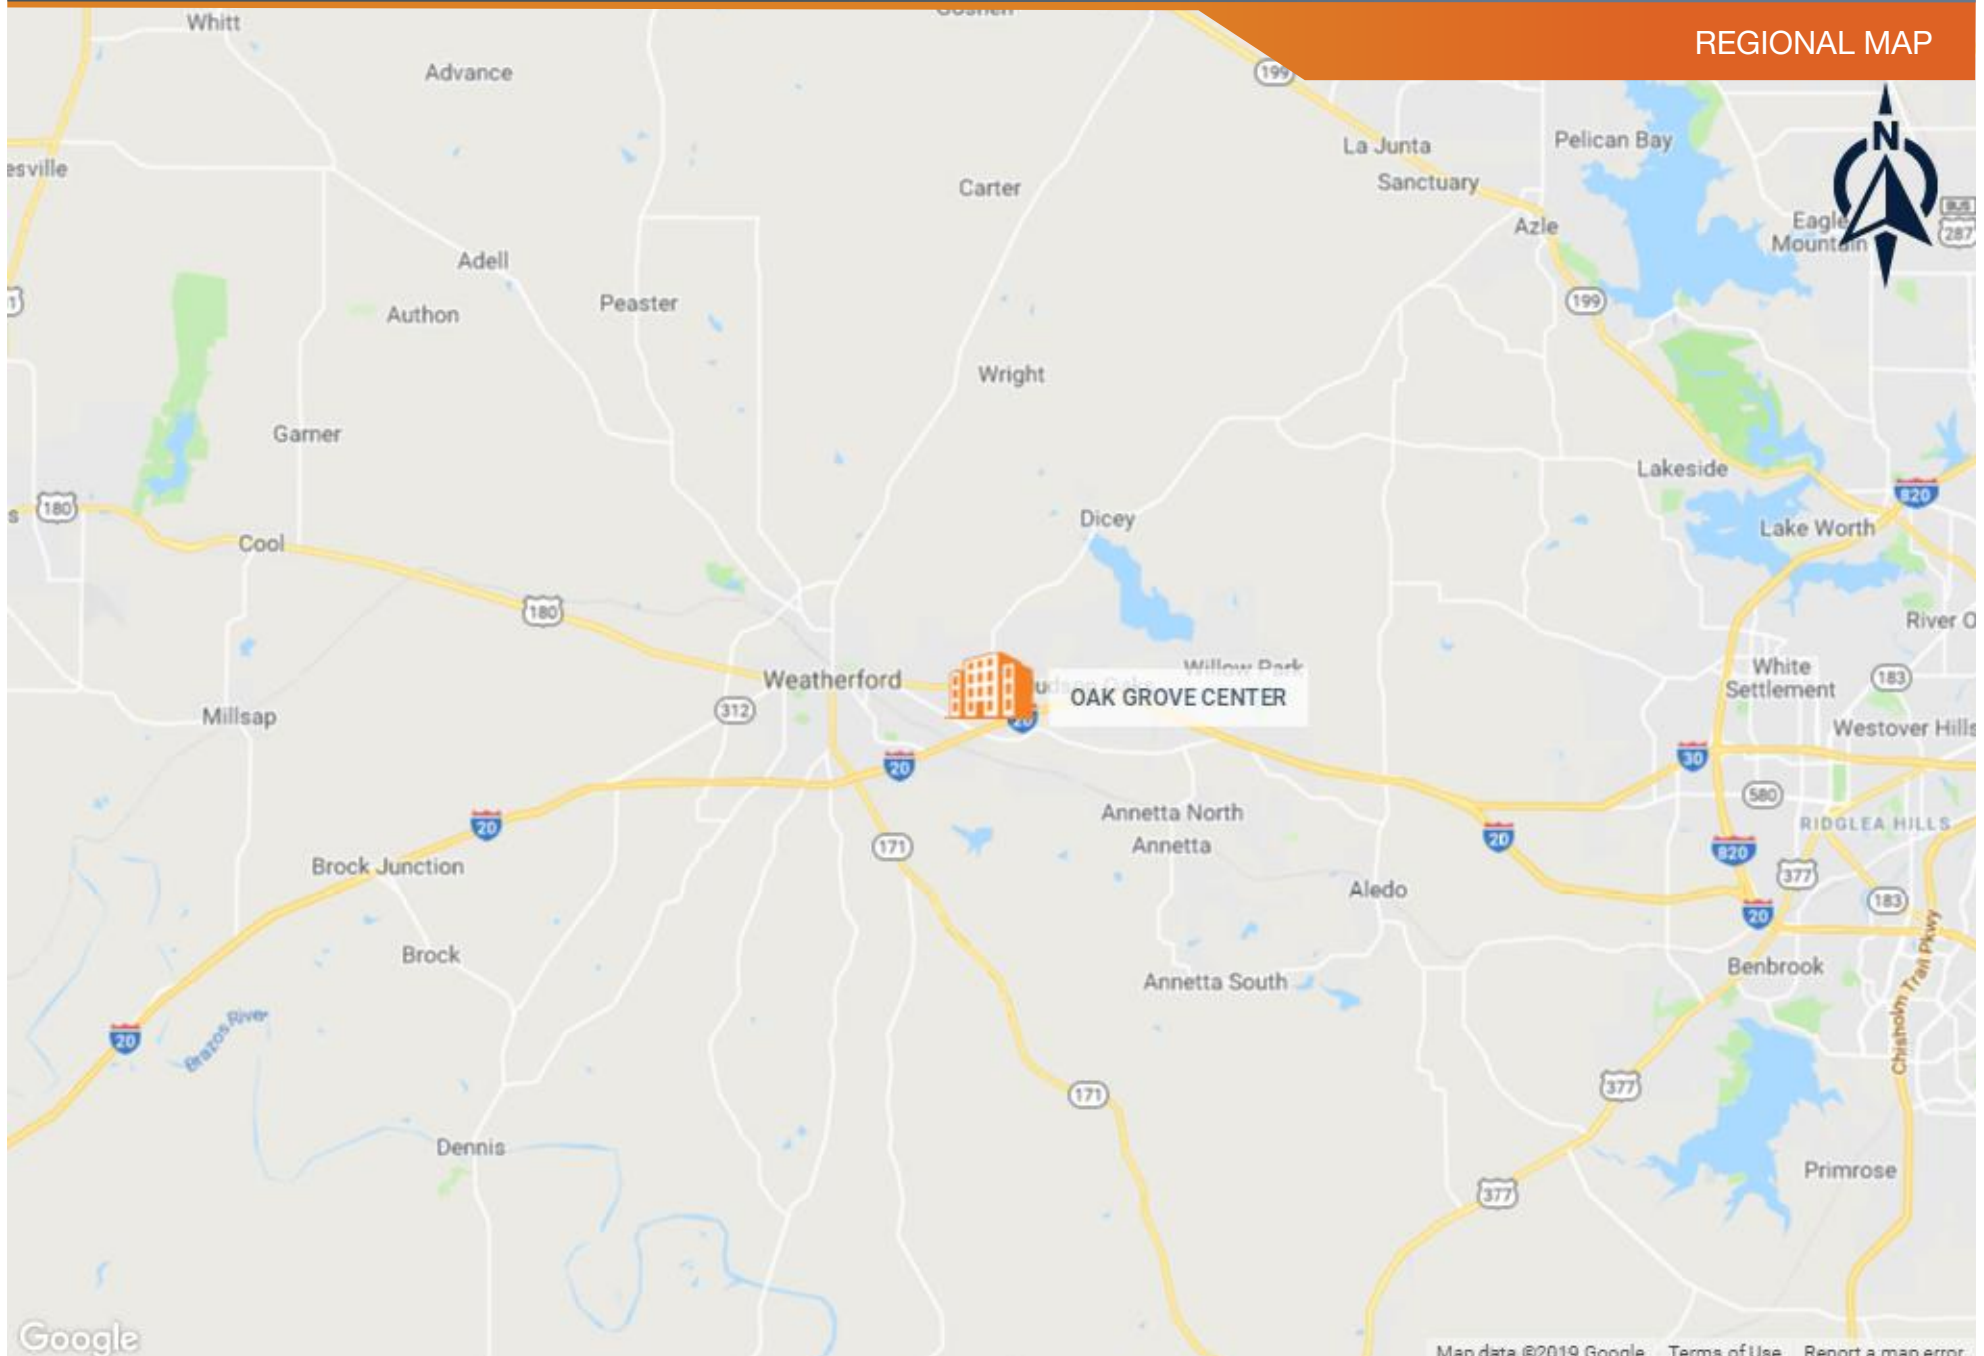 Whitt
Goshen
REGIONAL MAP
Advance
199
La Junta
Pelican Bay
N
esville
Carter
Sanctuary
Azle
Eagle
Mountain
BUS
287
Adell
Authon
Peaster
199
Wright
Garner
Lakeside
820
180
s
Dicey
Lake Worth
Cool
180
River O
Weatherford
Willow Park
White
Settlement
183
udson Oaks
OAK GROVE CENTER
312
Millsap
20
Westover Hills
20
30
580
20
Annetta North
Annetta
171
20
RIDGLEA HILLS
820
377
Brock Junction
Aledo
183
20
Brock
Annetta South
Benbrook
Chisholm Trail Pkwy
Brazos River
20
171
377
Dennis
377
Primrose
Google
Map data ©2019 Google
Terms of Use
Report a map error